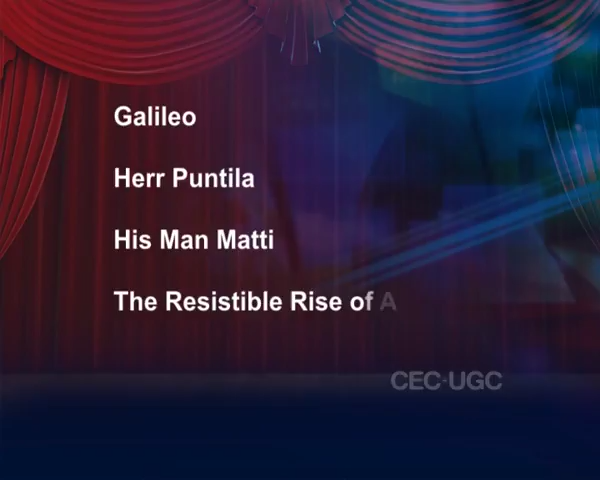 Galileo
Herr Puntila
His Man Matti
The Resistible Rise of A
CEC-UGC